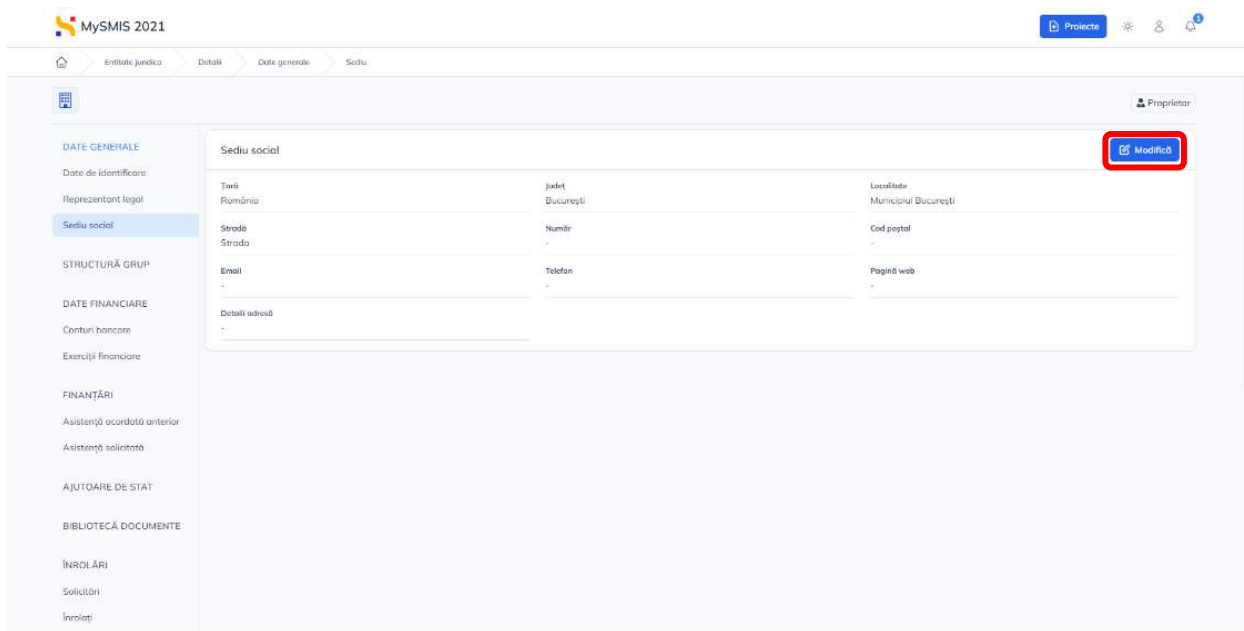 MySMIS 2021
Proiecte
1
Entitate juridica Detalii Date generale Sediu
Proprietar
DATE GENERALE
Date de identificare
Reprezentant legal
Sediu social
STRUCTURĂ GRUP
DATE FINANCIARE
Conturi bancare
Exerciții financiare
FINANȚĂRI
Asistență acordată anterior
Asistență solicitată
AJUTOARE DE STAT
BIBLIOTECĂ DOCUMENTE
ÎNROLĂRI
Solicitări
Înrolați
Sediu social
Modifică
Țară Județ Localitate
România București Municipiul București
Stradă Număr Cod poștal
Strada - -
Email Telefon Pagină web
- - -
Detalii adresă
-